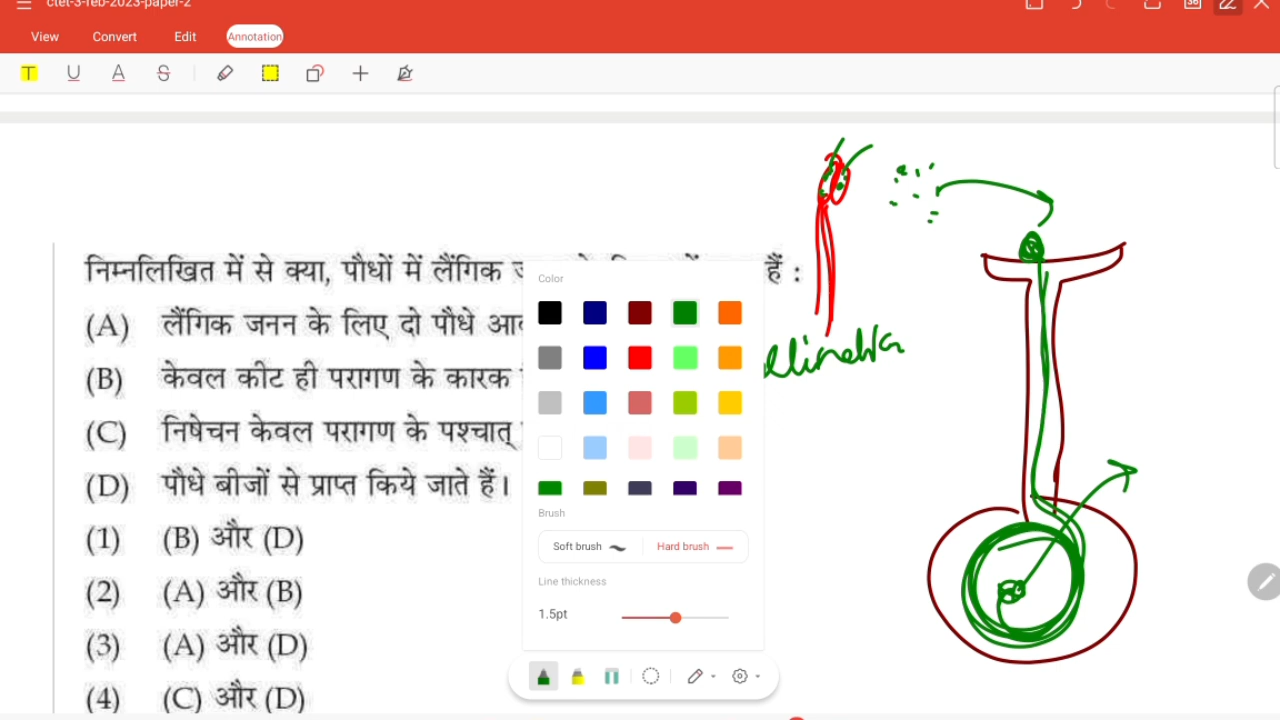 ctet-3-feb-2023-paper-2
36
View Convert Edit Annotation
T U A S
निम्नलिखित में से क्या, पौधों में लैंगिक हैं :
(A) लैंगिक जनन के लिए दो पौधे
(B) केवल कीट ही परागण के कारक
(C) निषेचन केवल परागण के पश्चात्
(D) पौधे बीजों से प्राप्त किये जाते हैं।
(1) (B) और (D)
(2) (A) और (B)
(3) (A) और (D)
(4) (C) और (D)
Color
Brush
Soft brush Hard brush
Line thickness
1.5pt